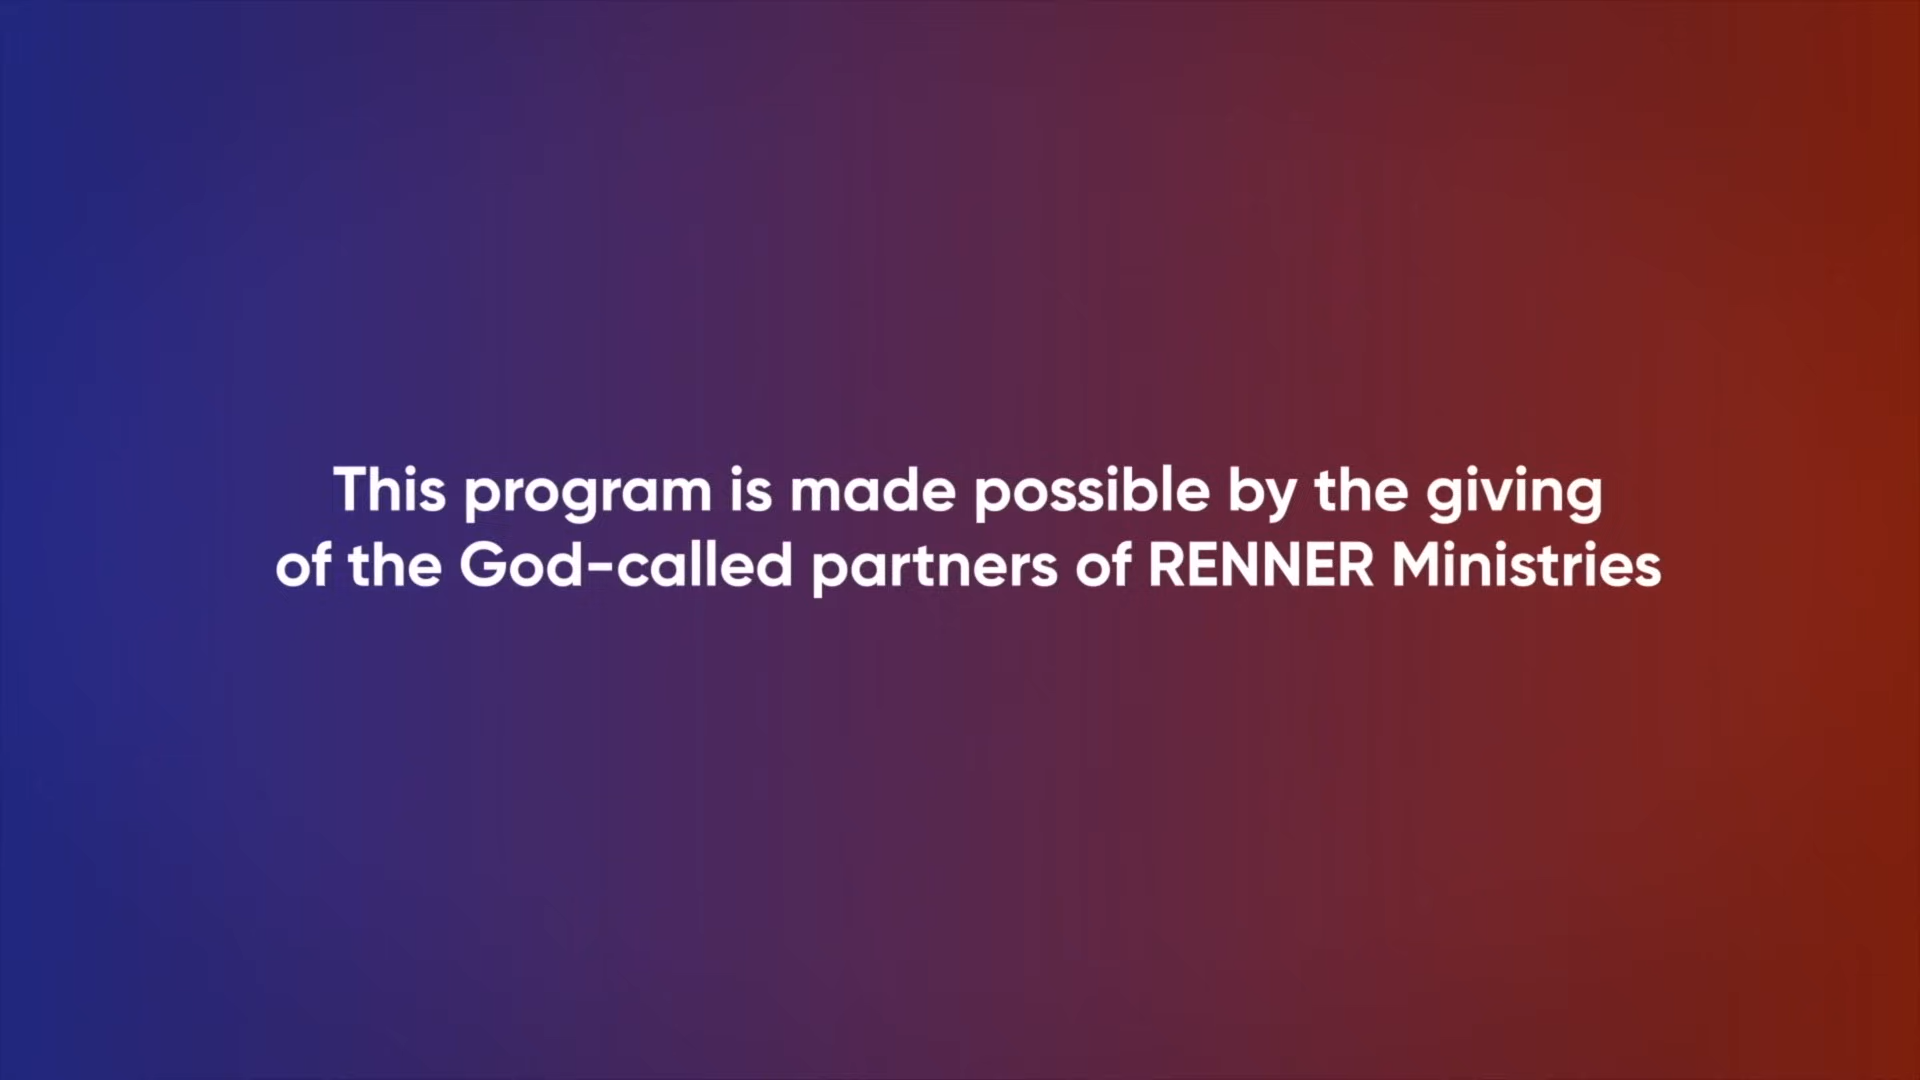 This program is made possible by the giving
of the God-called partners of RENNER Ministries